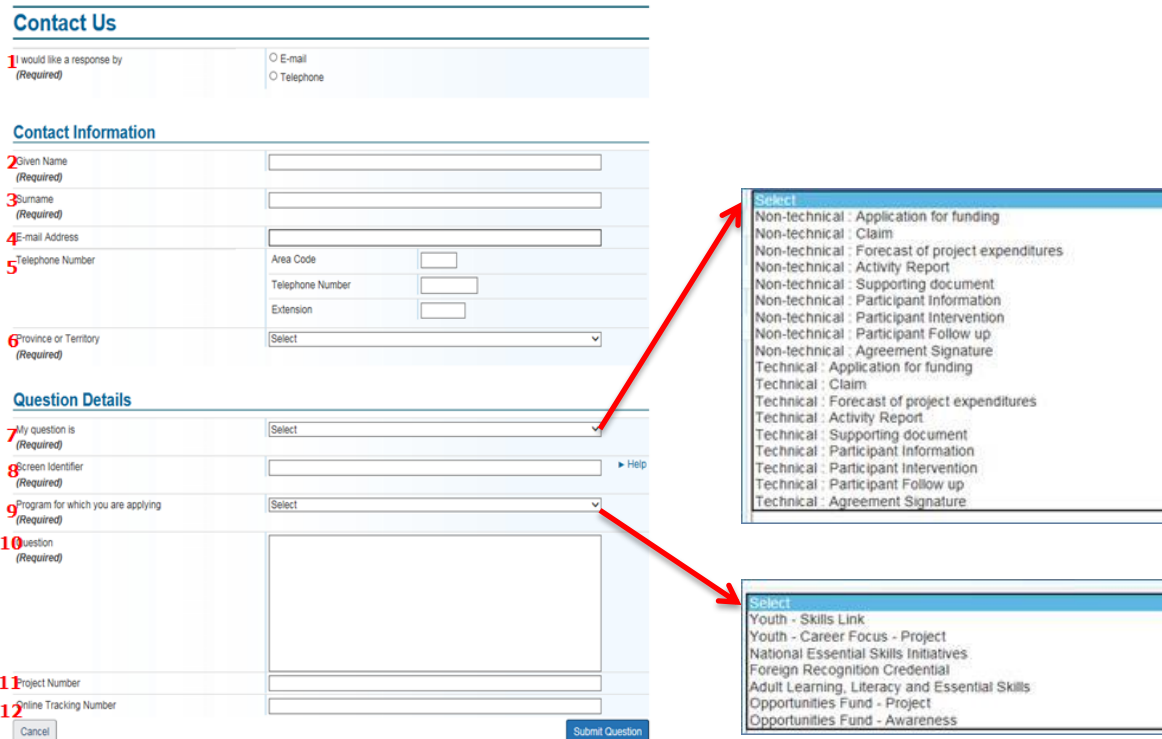 Contact Us
1 I would like a response by
(Required)
E-mail
Telephone
Contact Information
2 Given Name
(Required)
3 Surname
(Required)
4 E-mail Address
5 Telephone Number
Area Code
Telephone Number
Extension
6 Province or Territory
(Required)
Select
Question Details
7 My question is
(Required)
Select
8 Screen Identifier
(Required)
Help
9 Program for which you are applying
(Required)
Select
10 Question
(Required)
11 Project Number
12 Online Tracking Number
Cancel
Submit Question
Select
Non-technical : Application for funding
Non-technical : Claim
Non-technical : Forecast of project expenditures
Non-technical : Activity Report
Non-technical : Supporting document
Non-technical : Participant Information
Non-technical : Participant Intervention
Non-technical : Participant Follow up
Non-technical : Agreement Signature
Technical : Application for funding
Technical : Claim
Technical : Forecast of project expenditures
Technical : Activity Report
Technical : Supporting document
Technical : Participant Information
Technical : Participant Intervention
Technical : Participant Follow up
Technical : Agreement Signature
Select
Youth - Skills Link
Youth - Career Focus - Project
National Essential Skills Initiatives
Foreign Recognition Credential
Adult Learning, Literacy and Essential Skills
Opportunities Fund - Project
Opportunities Fund - Awareness